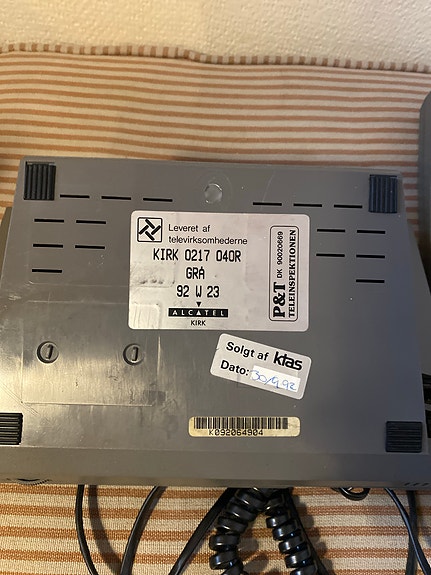 Leveret af
televirksomhederne
KIRK 0217 040R
GRÅ
92 W 23
ALCATEL
KIRK
P&T DK 90020669
TELEINSPEKTIONEN
Solgt af ktas
Dato: 30/9.92
K092064904